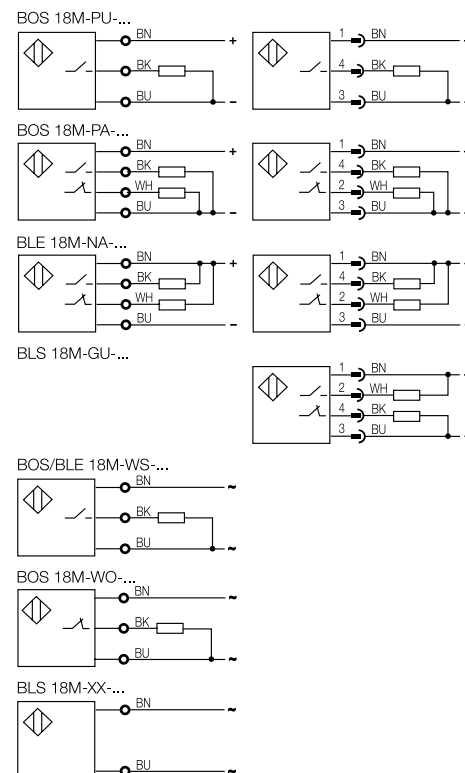 BOS 18M-PU-...
BN +
BK
BU –
1 BN
4 BK
3 BU
BOS 18M-PA-...
BN +
BK
WH
BU –
1 BN
4 BK
2 WH
3 BU
BLE 18M-NA-...
BN +
BK
WH
BU –
1 BN
4 BK
2 WH
3 BU
BLS 18M-GU-...
1 BN
2 WH
4 BK
3 BU
BOS/BLE 18M-WS-...
BN ~
BK
BU ~
BOS 18M-WO-...
BN ~
BK
BU ~
BLS 18M-XX-...
BN ~
BU ~